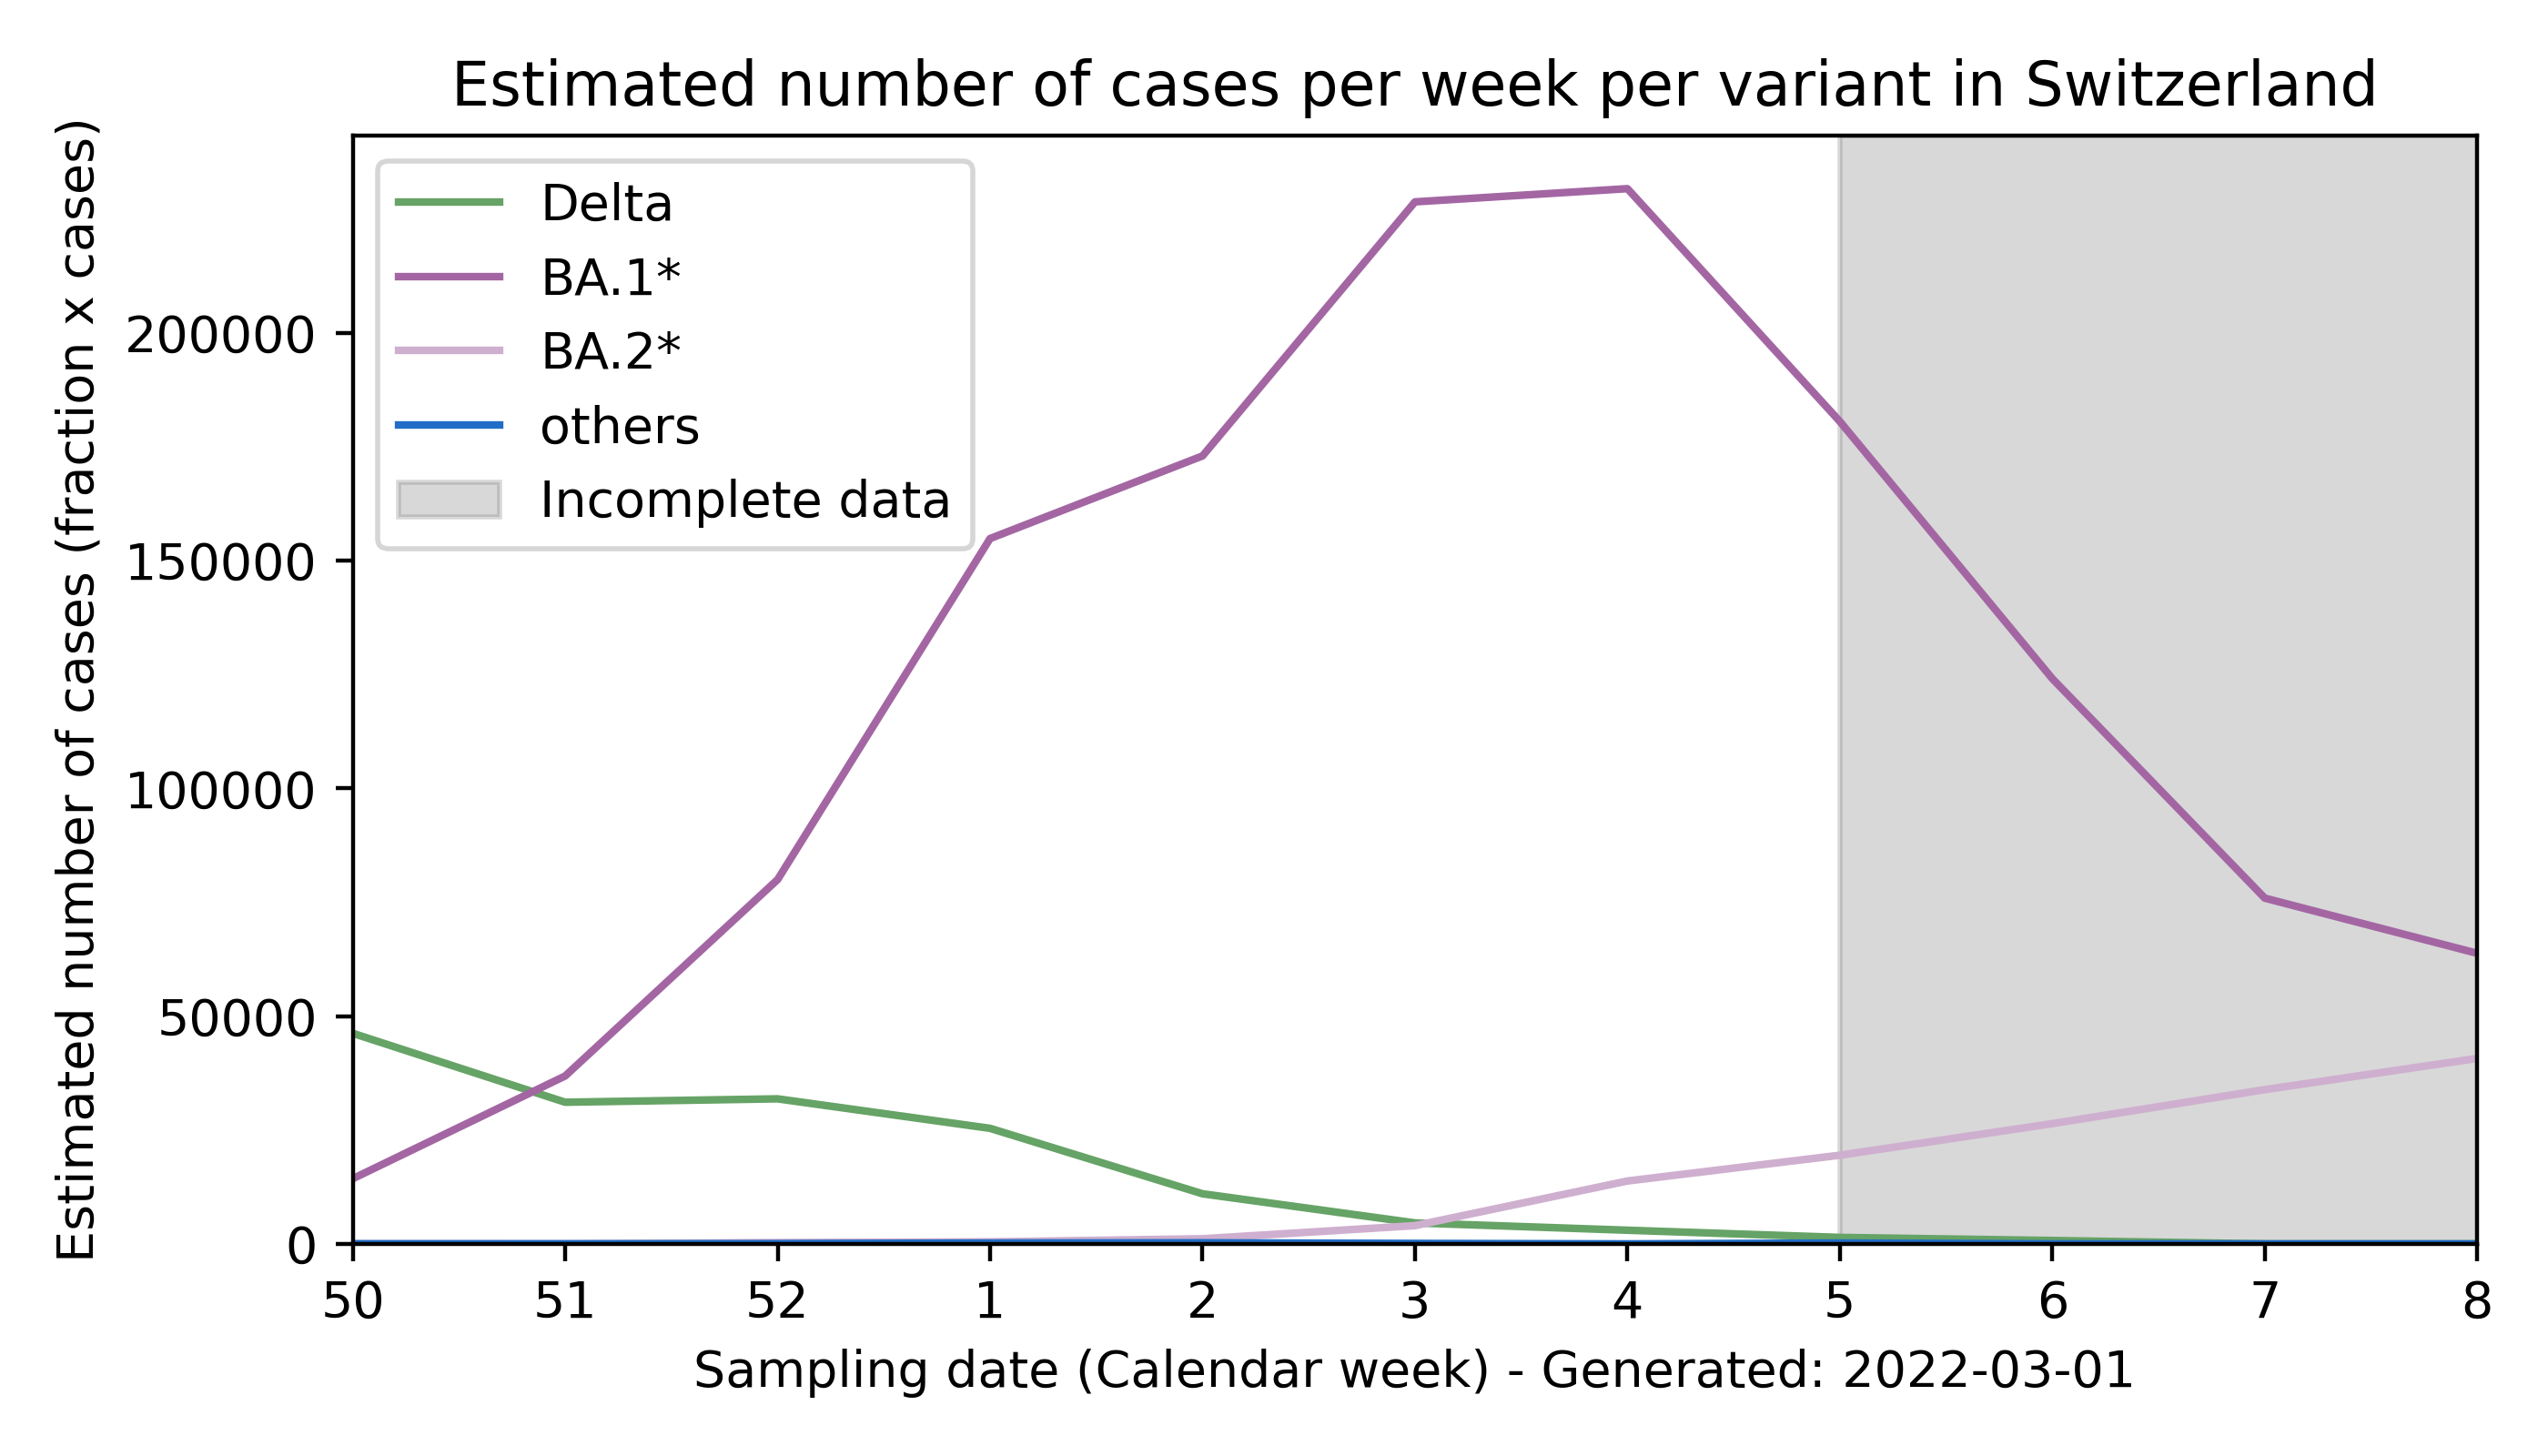 Estimated number of cases per week per variant in Switzerland
Estimated number of cases (fraction x cases)
Delta
BA.1*
BA.2*
others
Incomplete data
200000
150000
100000
50000
0
50 51 52 1 2 3 4 5 6 7 8
Sampling date (Calendar week) - Generated: 2022-03-01